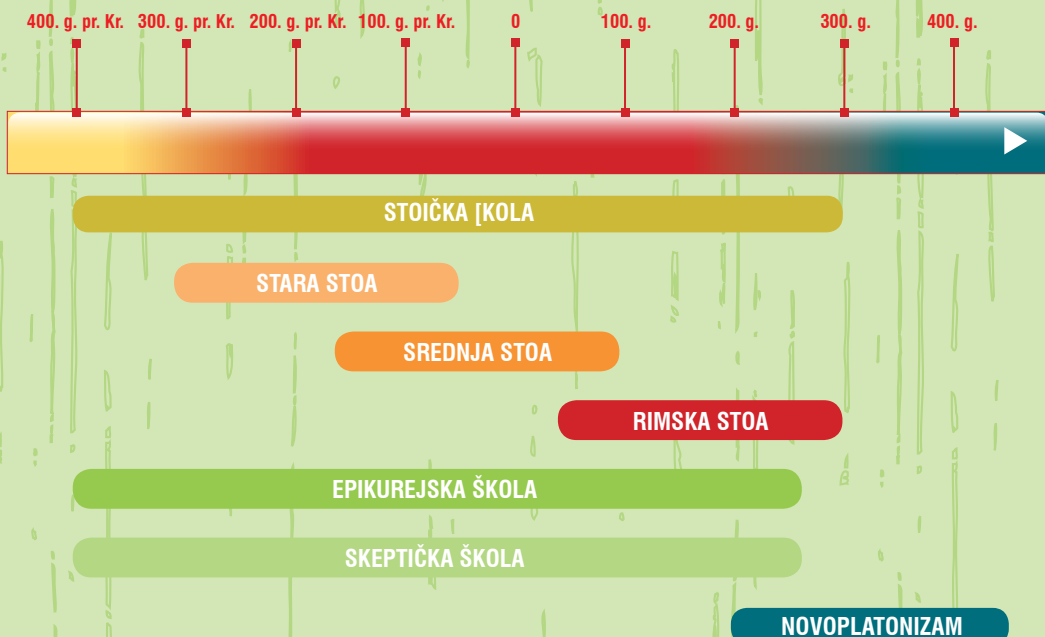 400. g. pr. Kr. 300. g. pr. Kr. 200. g. pr. Kr. 100. g. pr. Kr. 0 100. g. 200. g. 300. g. 400. g.
STOIČKA [KOLA
STARA STOA
SREDNJA STOA
RIMSKA STOA
EPIKUREJSKA ŠKOLA
SKEPTIČKA ŠKOLA
NOVOPLATONIZAM